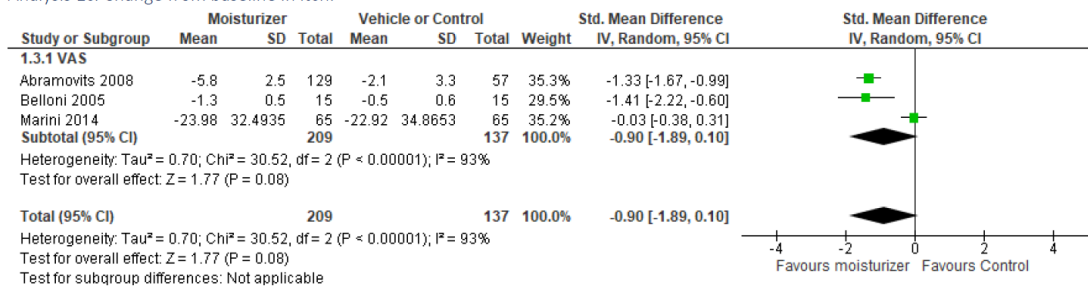 Analysis 10. Change from baseline in itch.
Moisturizer Vehicle or Control Std. Mean Difference Std. Mean Difference
Study or Subgroup Mean SD Total Mean SD Total Weight IV, Random, 95% CI IV, Random, 95% CI
1.3.1 VAS
Abramovits 2008 -5.8 2.5 129 -2.1 3.3 57 35.3% -1.33 [-1.67, -0.99]
Belloni 2005 -1.3 0.5 15 -0.5 0.6 15 29.5% -1.41 [-2.22, -0.60]
Marini 2014 -23.98 32.4935 65 -22.92 34.8653 65 35.2% -0.03 [-0.38, 0.31]
Subtotal (95% CI) 209 137 100.0% -0.90 [-1.89, 0.10]
Heterogeneity: Tau² = 0.70; Chi² = 30.52, df = 2 (P < 0.00001); I² = 93%
Test for overall effect: Z = 1.77 (P = 0.08)
Total (95% CI) 209 137 100.0% -0.90 [-1.89, 0.10]
Heterogeneity: Tau² = 0.70; Chi² = 30.52, df = 2 (P < 0.00001); I² = 93%
Test for overall effect: Z = 1.77 (P = 0.08)
Test for subgroup differences: Not applicable
-4 -2 0 2 4
Favours moisturizer Favours Control